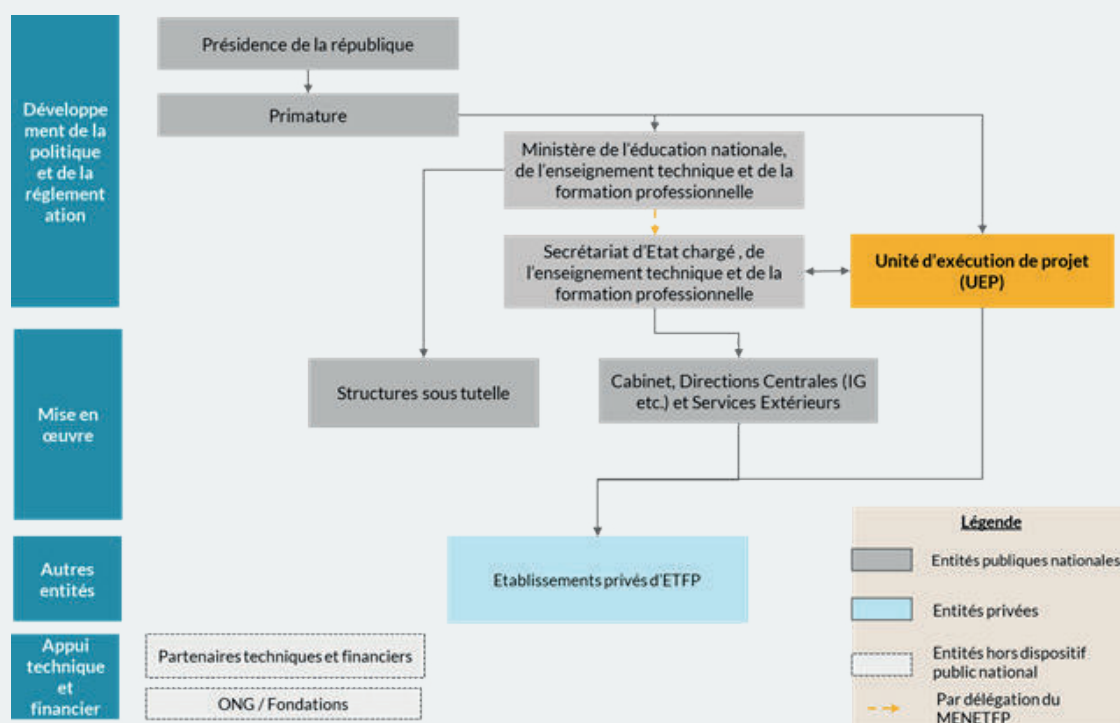 Développe
ment de la
politique
et de la
réglement
ation
Présidence de la république
Primature
Ministère de l'éducation nationale,
de l'enseignement technique et de la
formation professionnelle
Secrétariat d'Etat chargé , de
l'enseignement technique et de la
formation professionnelle
Unité d'exécution de projet
(UEP)
Mise en
œuvre
Structures sous tutelle
Cabinet, Directions Centrales (IG
etc.) et Services Extérieurs
Autres
entités
Etablissements privés d'ETFP
Appui
technique
et
financier
Partenaires techniques et financiers
ONG / Fondations
Légende
Entités publiques nationales
Entités privées
Entités hors dispositif
public national
Par délégation du
MENETFP